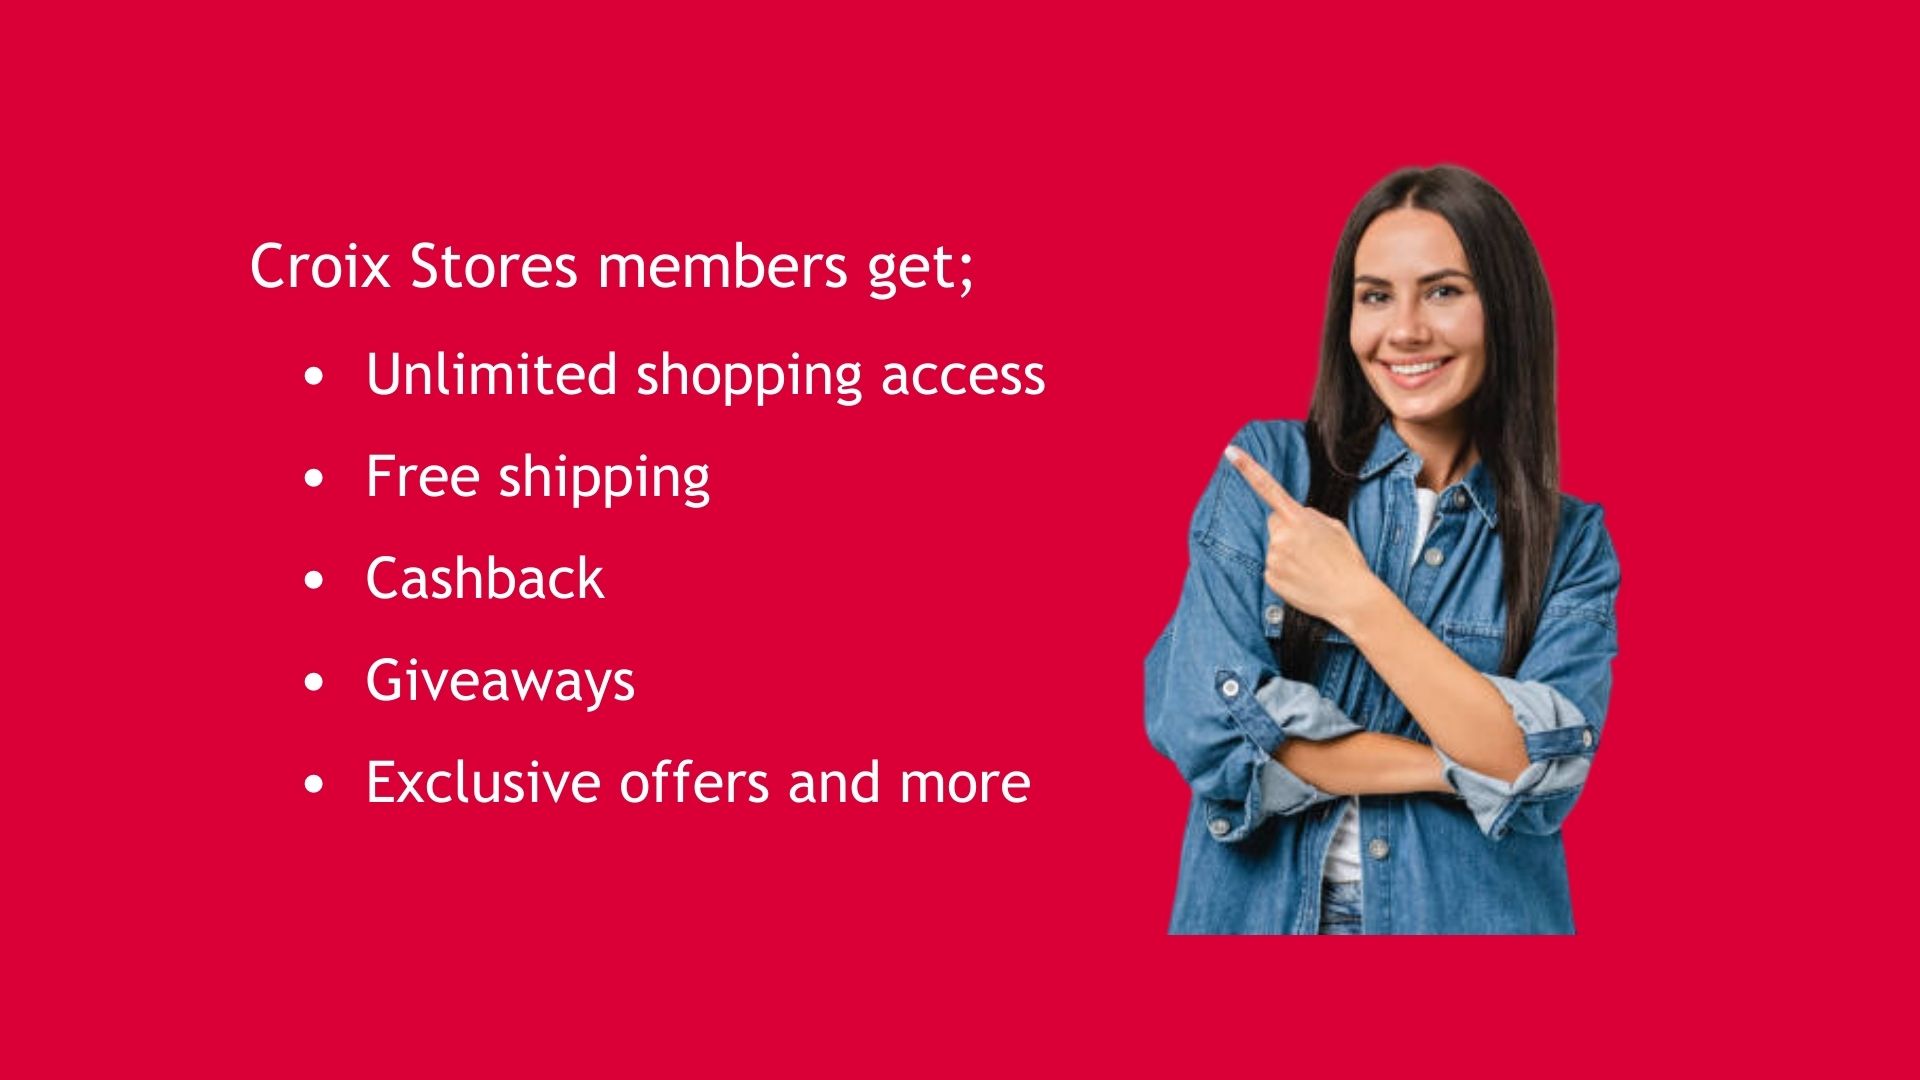 Croix Stores members get;
• Unlimited shopping access
• Free shipping
• Cashback
• Giveaways
• Exclusive offers and more